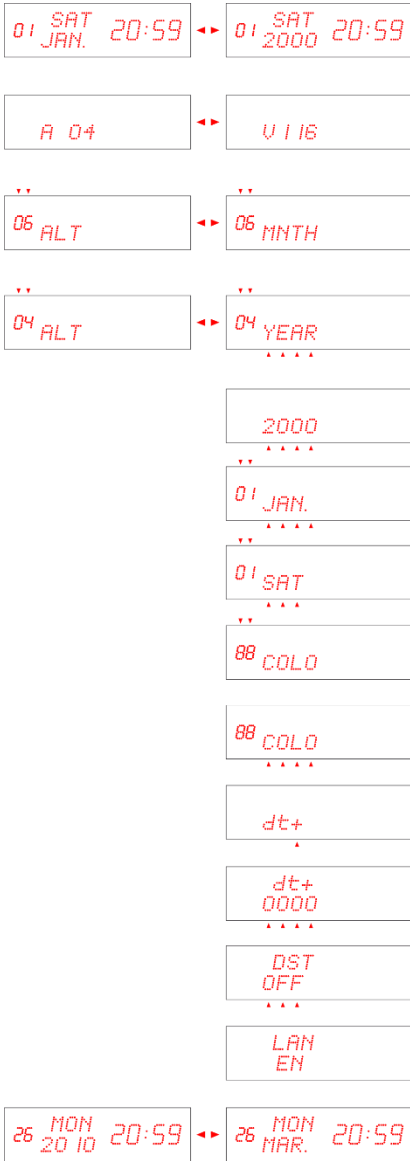 01 SAT JAN. 20:59 ◄ ► 01 SAT 2000 20:59
A 04 ◄ ► V 116
06 ALT ◄ ► 06 MNTH
04 ALT ◄ ► 04 YEAR
2000
01 JAN.
01 SAT
88 COLO
88 COLO
dt+
dt+
0000
DST
OFF
LAN
EN
26 MON 2010 20:59 ◄ ► 26 MON MAR. 20:59